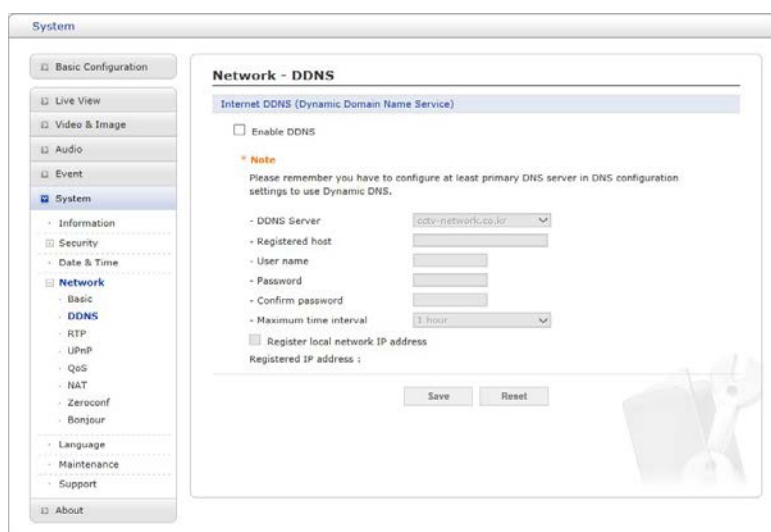 System
Basic Configuration
Live View
Video & Image
Audio
Event
System
Information
Security
Date & Time
Network
Basic
DDNS
RTP
UPnP
QoS
NAT
Zeroconf
Bonjour
Language
Maintenance
Support
About
Network - DDNS
Internet DDNS (Dynamic Domain Name Service)
Enable DDNS
* Note
Please remember you have to configure at least primary DNS server in DNS configuration
settings to use Dynamic DNS.
- DDNS Server cctv-network.co.kr
- Registered host
- User name
- Password
- Confirm password
- Maximum time interval 1 hour
Register local network IP address
Registered IP address :
Save Reset